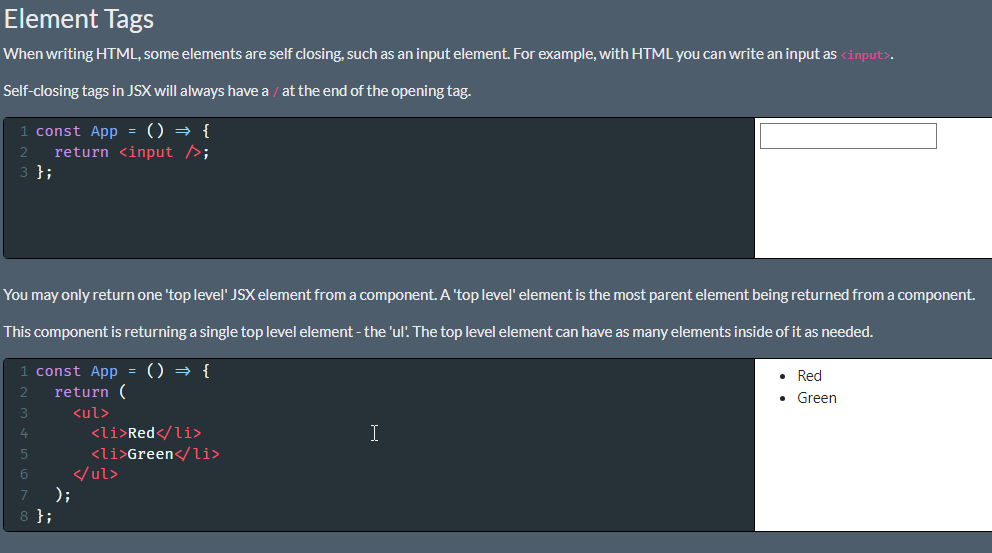 Element Tags
When writing HTML, some elements are self closing, such as an input element. For example, with HTML you can write an input as <input>.
Self-closing tags in JSX will always have a / at the end of the opening tag.
1 const App = () => {
2   return <input />;
3 };
You may only return one 'top level' JSX element from a component. A 'top level' element is the most parent element being returned from a component.
This component is returning a single top level element - the 'ul'. The top level element can have as many elements inside of it as needed.
1 const App = () => {
2   return (
3     <ul>
4       <li>Red</li>
5       <li>Green</li>
6     </ul>
7   );
8 };
• Red
• Green